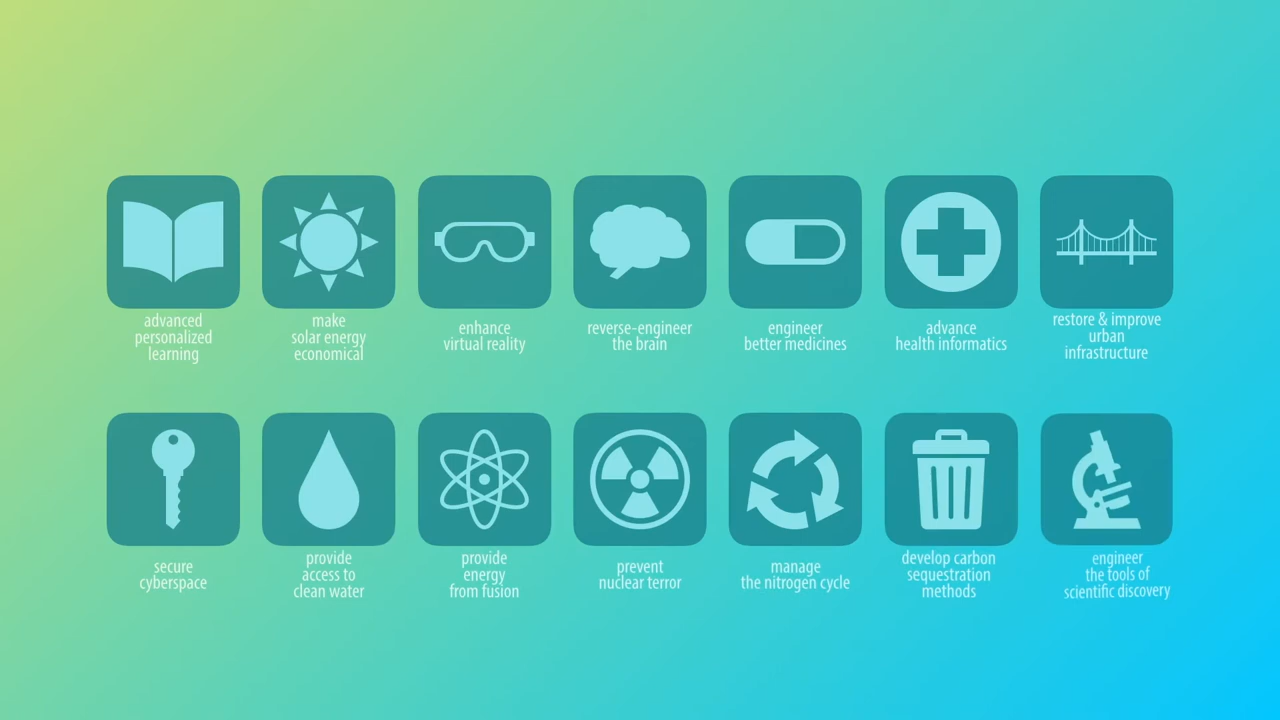 advanced
personalized
learning
make
solar energy
economical
enhance
virtual reality
reverse-engineer
the brain
engineer
better medicines
advance
health informatics
restore & improve
urban
infrastructure
secure
cyberspace
provide
access to
clean water
provide
energy
from fusion
prevent
nuclear terror
manage
the nitrogen cycle
develop carbon
sequestration
methods
engineer
the tools of
scientific discovery